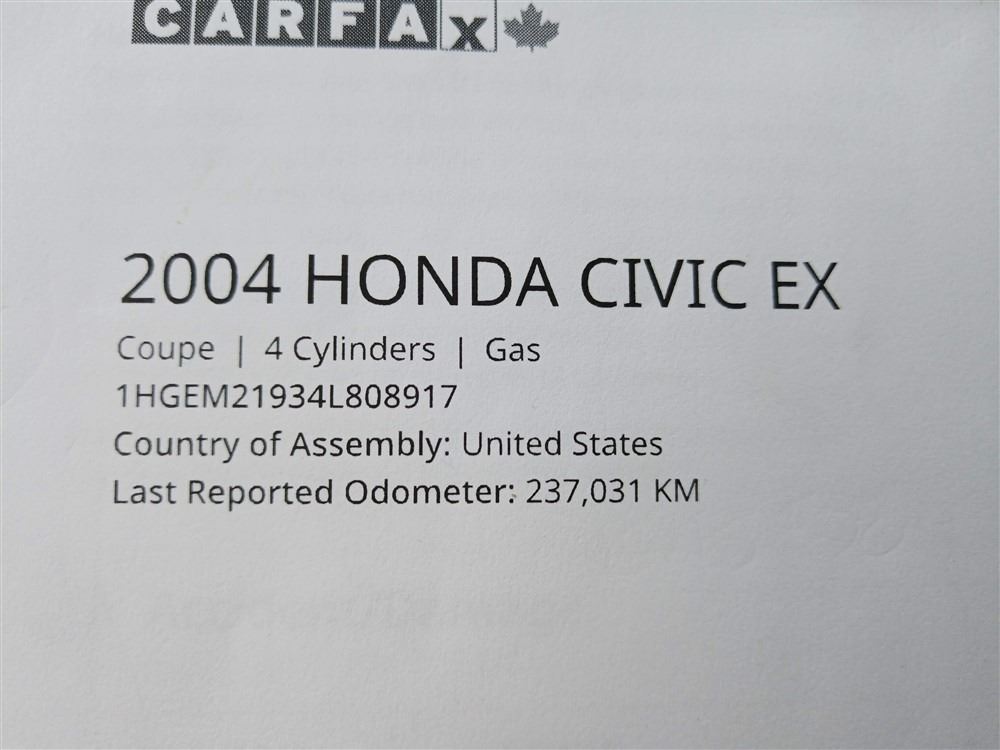 CARFAX
2004 HONDA CIVIC EX
Coupe | 4 Cylinders | Gas
1HGEM21934L808917
Country of Assembly: United States
Last Reported Odometer: 237,031 KM